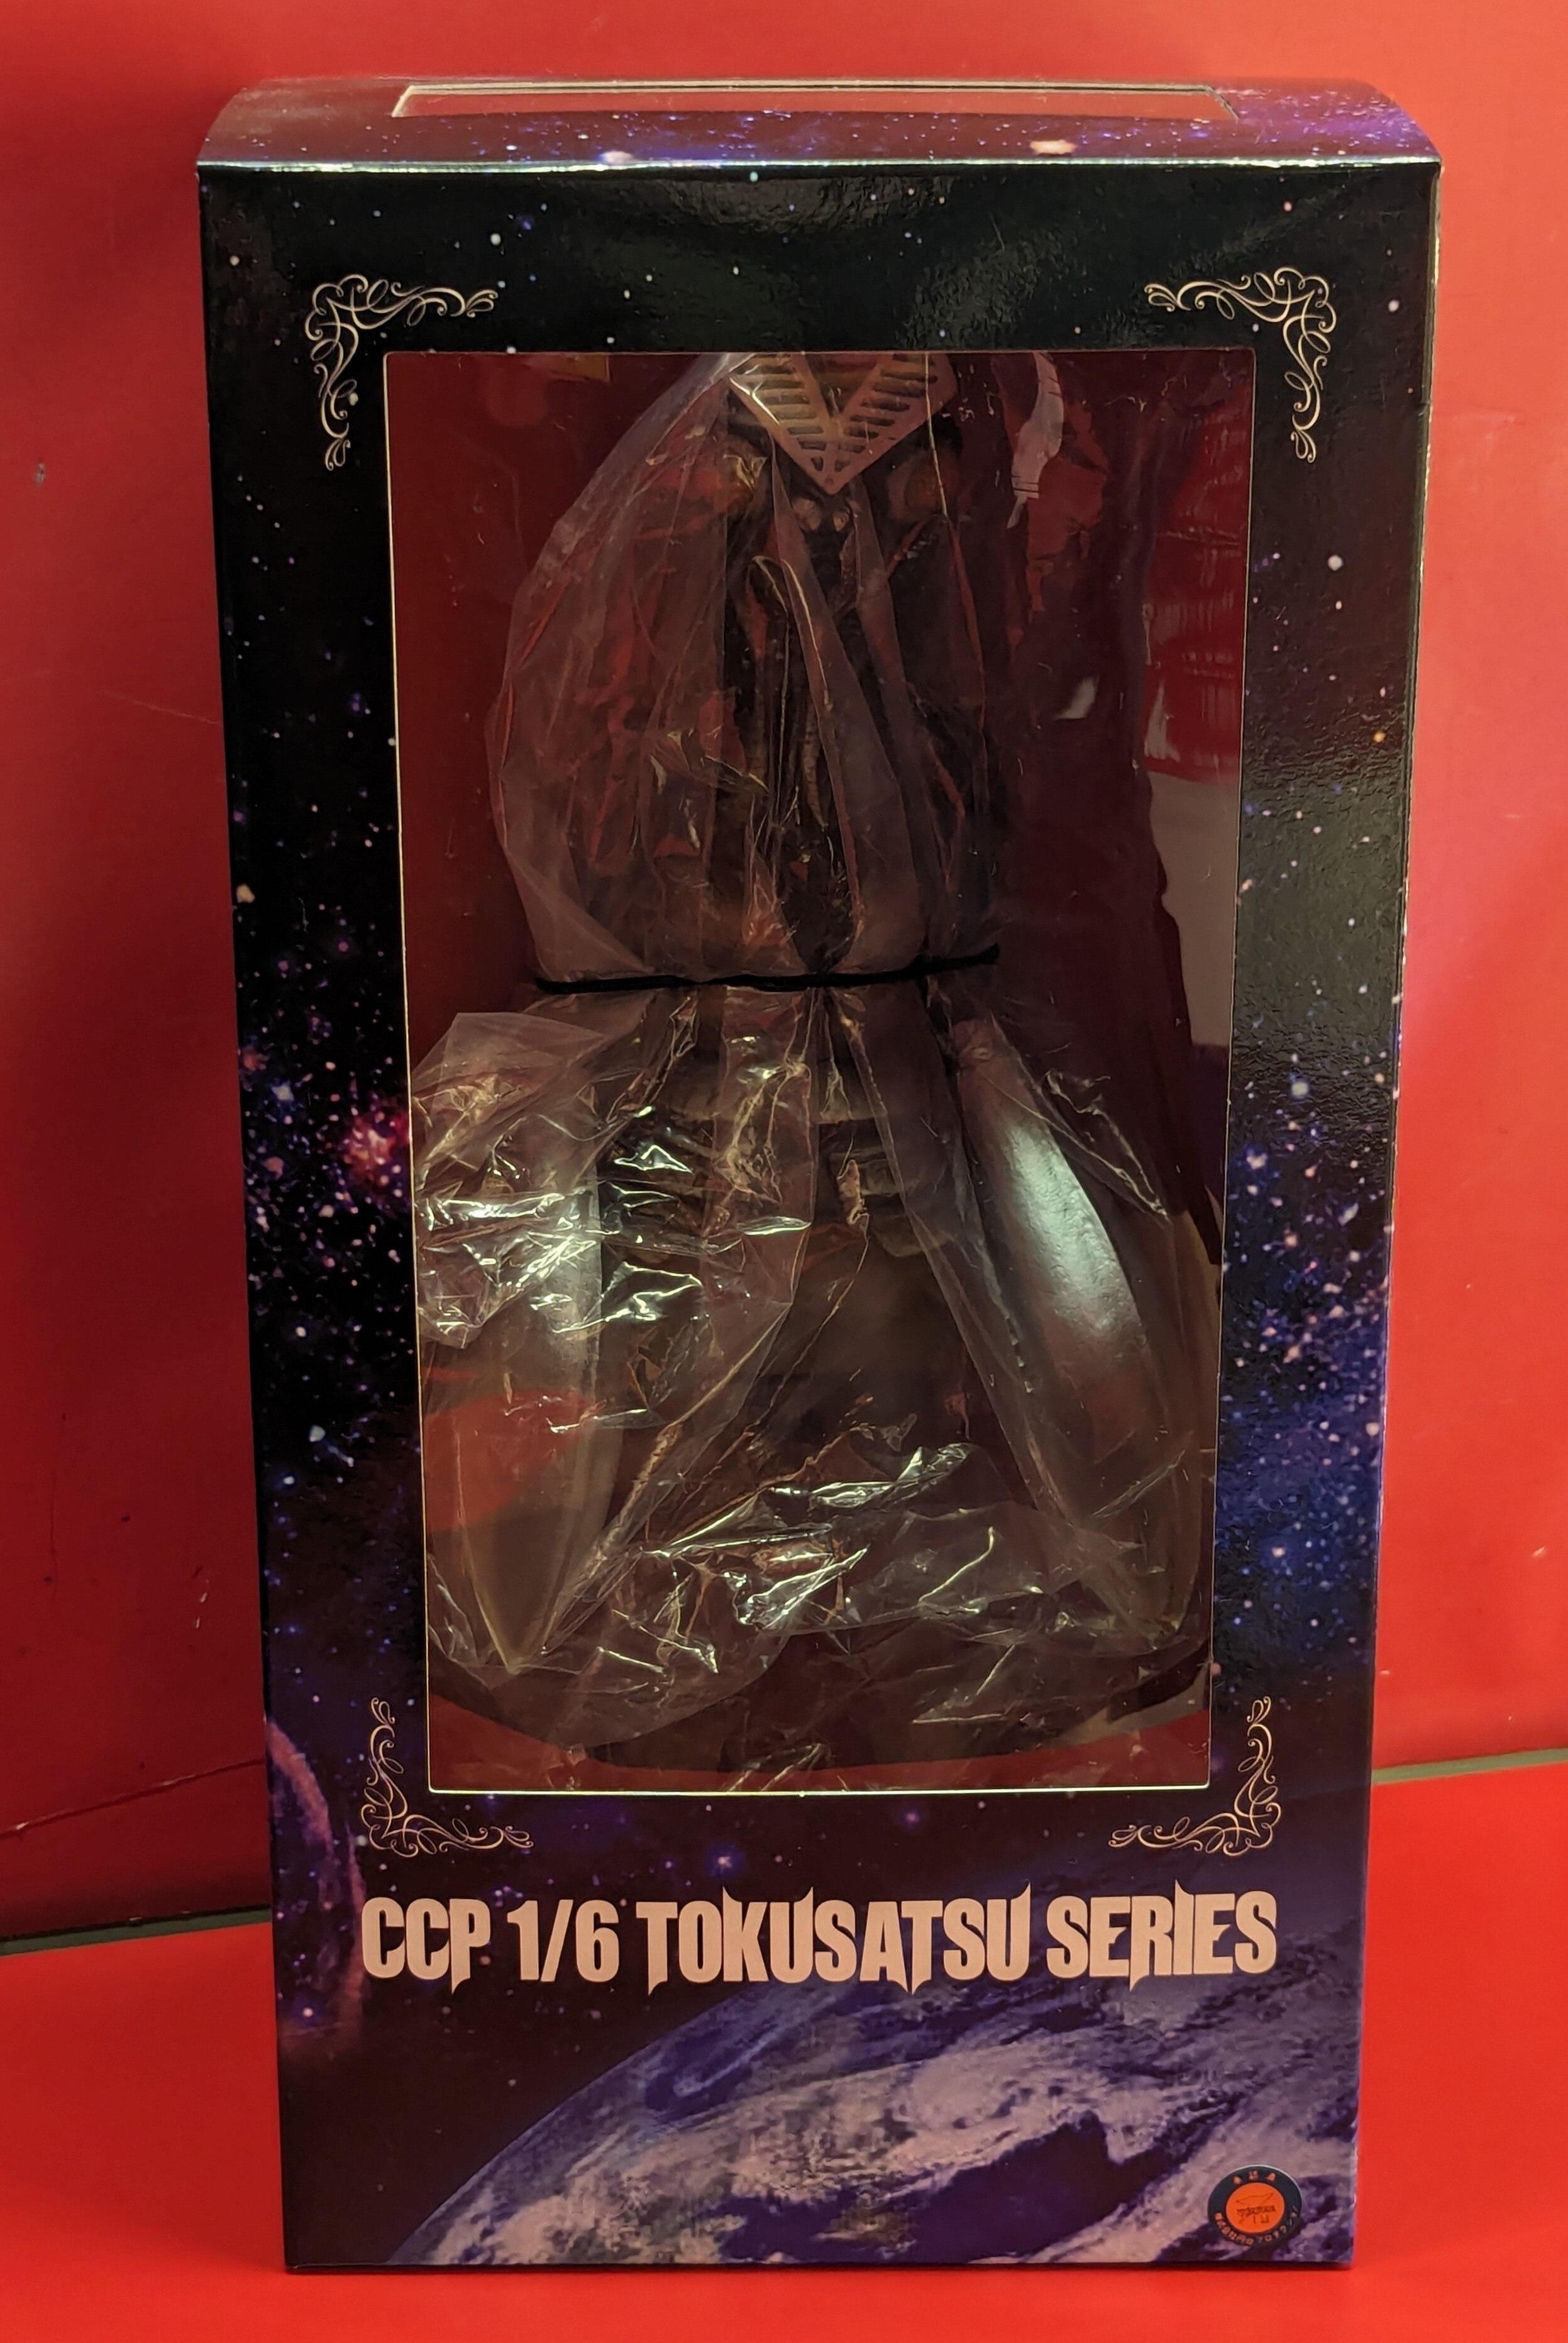 CCP 1/6 TOKUSATSU SERIES